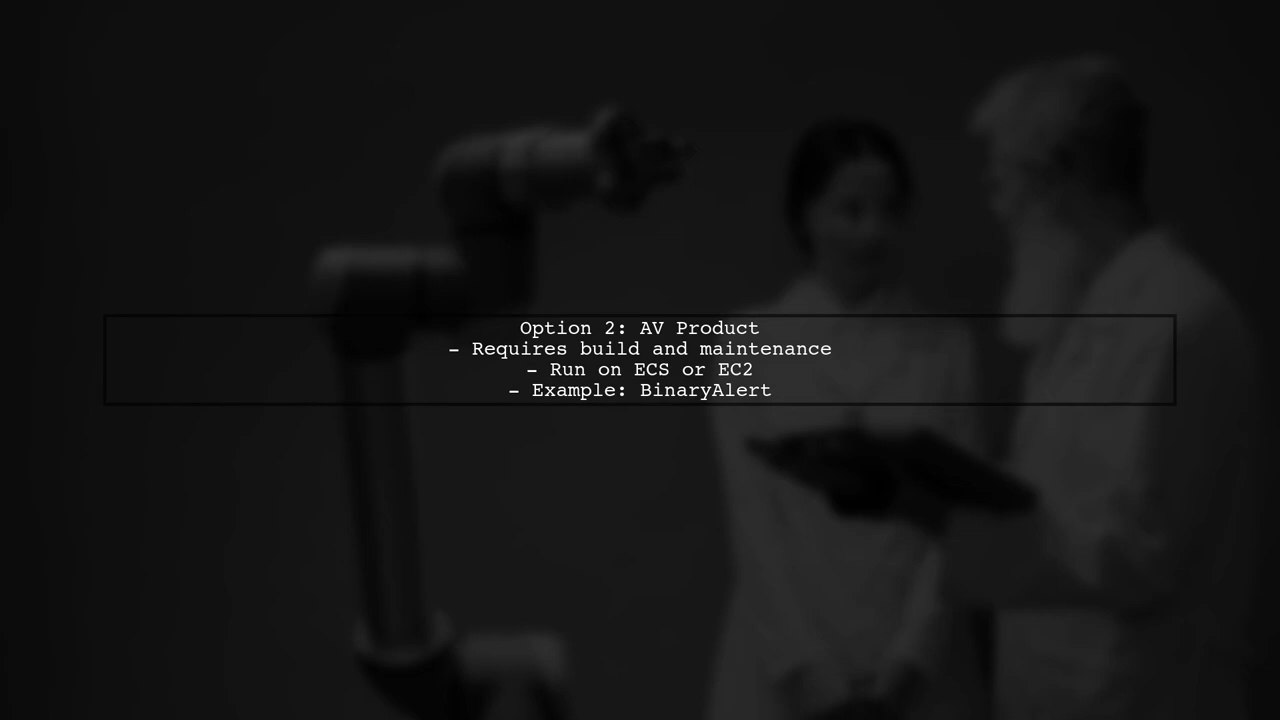 Option 2: AV Product
- Requires build and maintenance
- Run on ECS or EC2
- Example: BinaryAlert